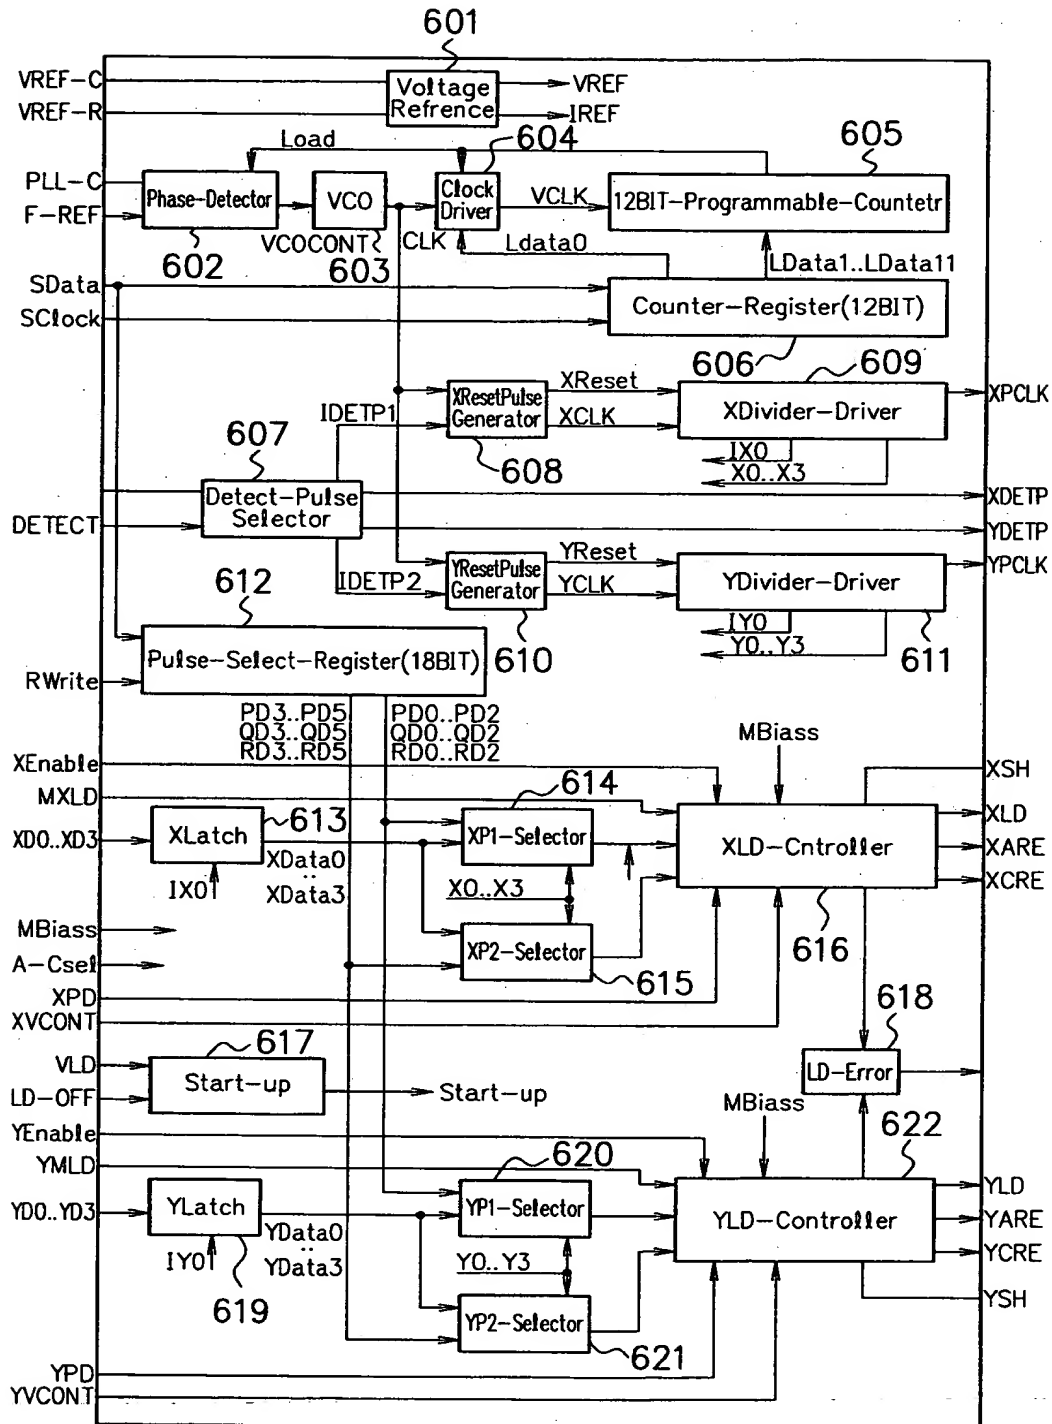 601
VREF-C
Voltage
Refrence
VREF
VREF-R
IREF
Load
604
605
PLL-C
Phase-Detector
VCO
Clock
Driver
VCLK
12BIT-Programmable-Countetr
F-REF
602
VCOCONT
603
CLK
Ldata0
LData1..LData11
SData
Counter-Register(12BIT)
SClock
606
609
XResetPulse
Generator
XReset
XCLK
XDivider-Driver
XPCLK
IDETP1
607
608
IX0
X0..X3
Detect-Pulse
Selector
XDETP
DETECT
YDETP
YResetPulse
Generator
YReset
YCLK
YDivider-Driver
YPCLK
IDETP2
612
610
IY0
Y0..Y3
611
Pulse-Select-Register(18BIT)
RWrite
PD3..PD5
QD3..QD5
RD3..RD5
PD0..PD2
QD0..QD2
RD0..RD2
MBiass
XEnable
XSH
614
MXLD
XLD
XD0..XD3
XLatch
613
XP1-Selector
XLD-Cntroller
XARE
XData0
..
XData3
IX0
X0..X3
XCRE
MBiass
XP2-Selector
616
A-Csel
615
XPD
618
XVCONT
617
VLD
Start-up
Start-up
LD-Error
LD-OFF
MBiass
YEnable
622
620
YMLD
YLD
YD0..YD3
YLatch
YP1-Selector
YLD-Controller
YARE
YData0
..
YData3
IY0
Y0..Y3
YCRE
619
YP2-Selector
YSH
621
YPD
YVCONT